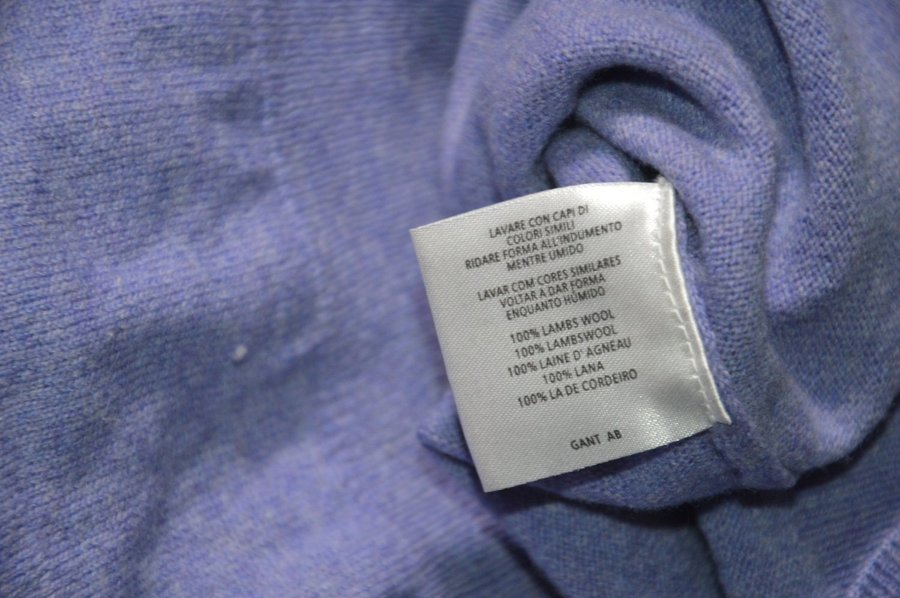 LAVARE CON CAPI DI
COLORI SIMILI
RIDARE FORMA ALL'INDUMENTO
MENTRE UMIDO
LAVAR COM CORES SIMILARES
VOLTAR A DAR FORMA
ENQUANTO HÚMIDO
100% LAMBS WOOL
100% LAMBSWOOL
100% LAINE D' AGNEAU
100% LANA
100% LA DE CORDEIRO
GANT AB